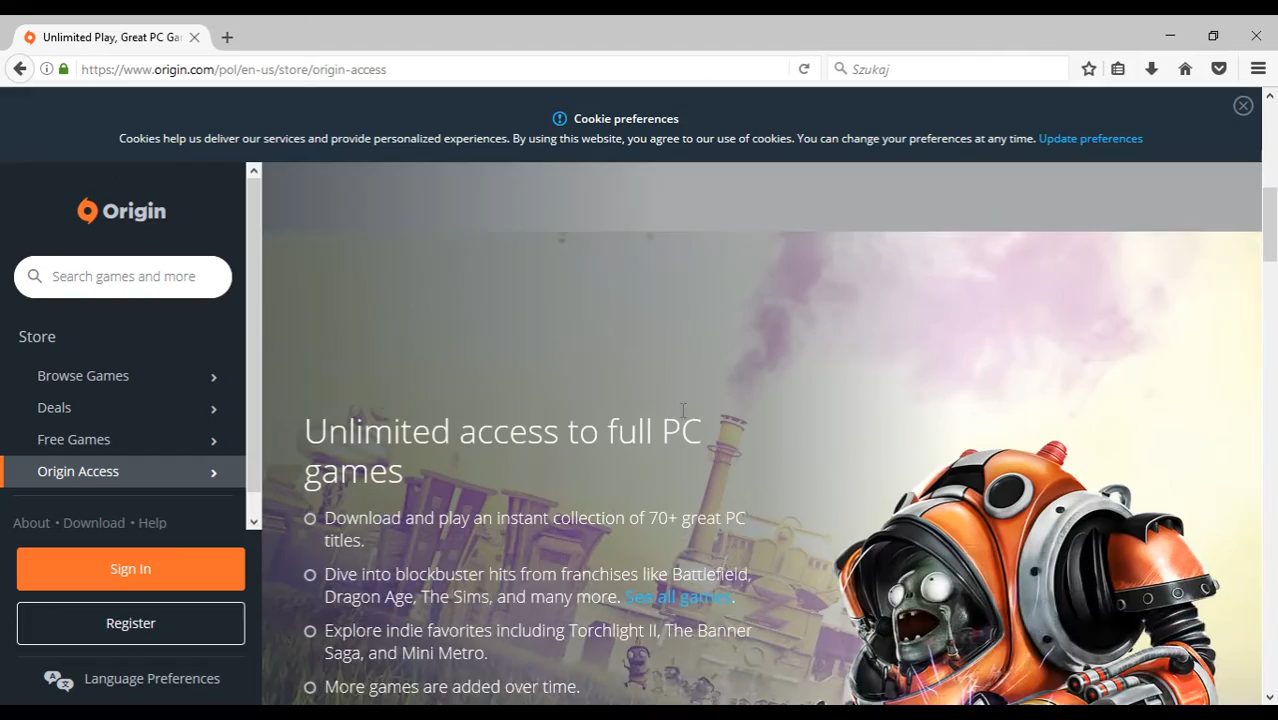 Unlimited Play, Great PC Ga
https://www.origin.com/pol/en-us/store/origin-access
Szukaj
Cookie preferences
Cookies help us deliver our services and provide personalized experiences. By using this website, you agree to our use of cookies. You can change your preferences at any time. Update preferences
Origin
Search games and more
Store
Browse Games
Deals
Free Games
Origin Access
About • Download • Help
Sign In
Register
Language Preferences
Unlimited access to full PC
games
Download and play an instant collection of 70+ great PC
titles.
Dive into blockbuster hits from franchises like Battlefield,
Dragon Age, The Sims, and many more. See all games.
Explore indie favorites including Torchlight II, The Banner
Saga, and Mini Metro.
More games are added over time.